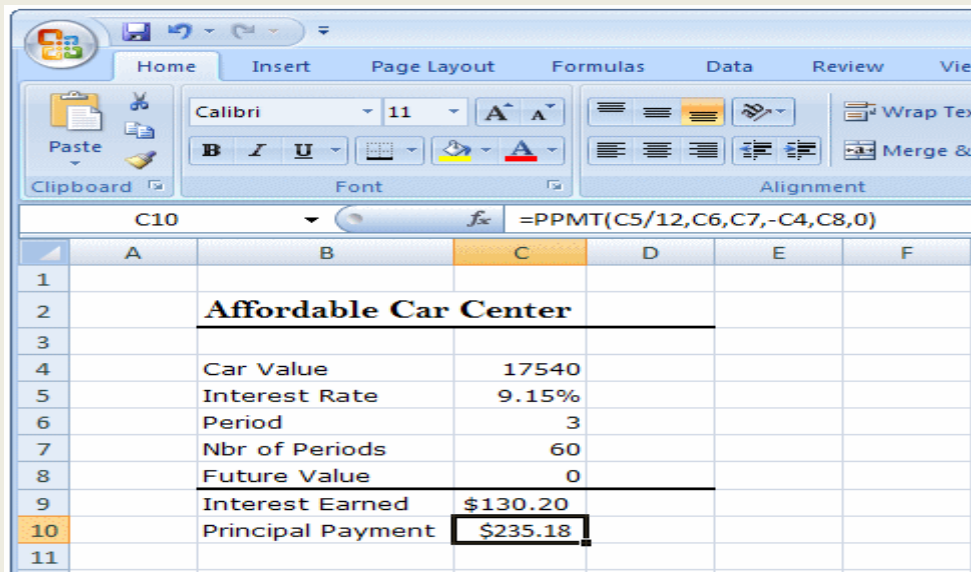 Home Insert Page Layout Formulas Data Review Vie
Calibri 11 A A Wrap Tex
Paste B I U A Merge &
Clipboard Font Alignment
C10 fx =PPMT(C5/12,C6,C7,-C4,C8,0)
A B C D E F
1
2 Affordable Car Center
3
4 Car Value 17540
5 Interest Rate 9.15%
6 Period 3
7 Nbr of Periods 60
8 Future Value 0
9 Interest Earned $130.20
10 Principal Payment $235.18
11